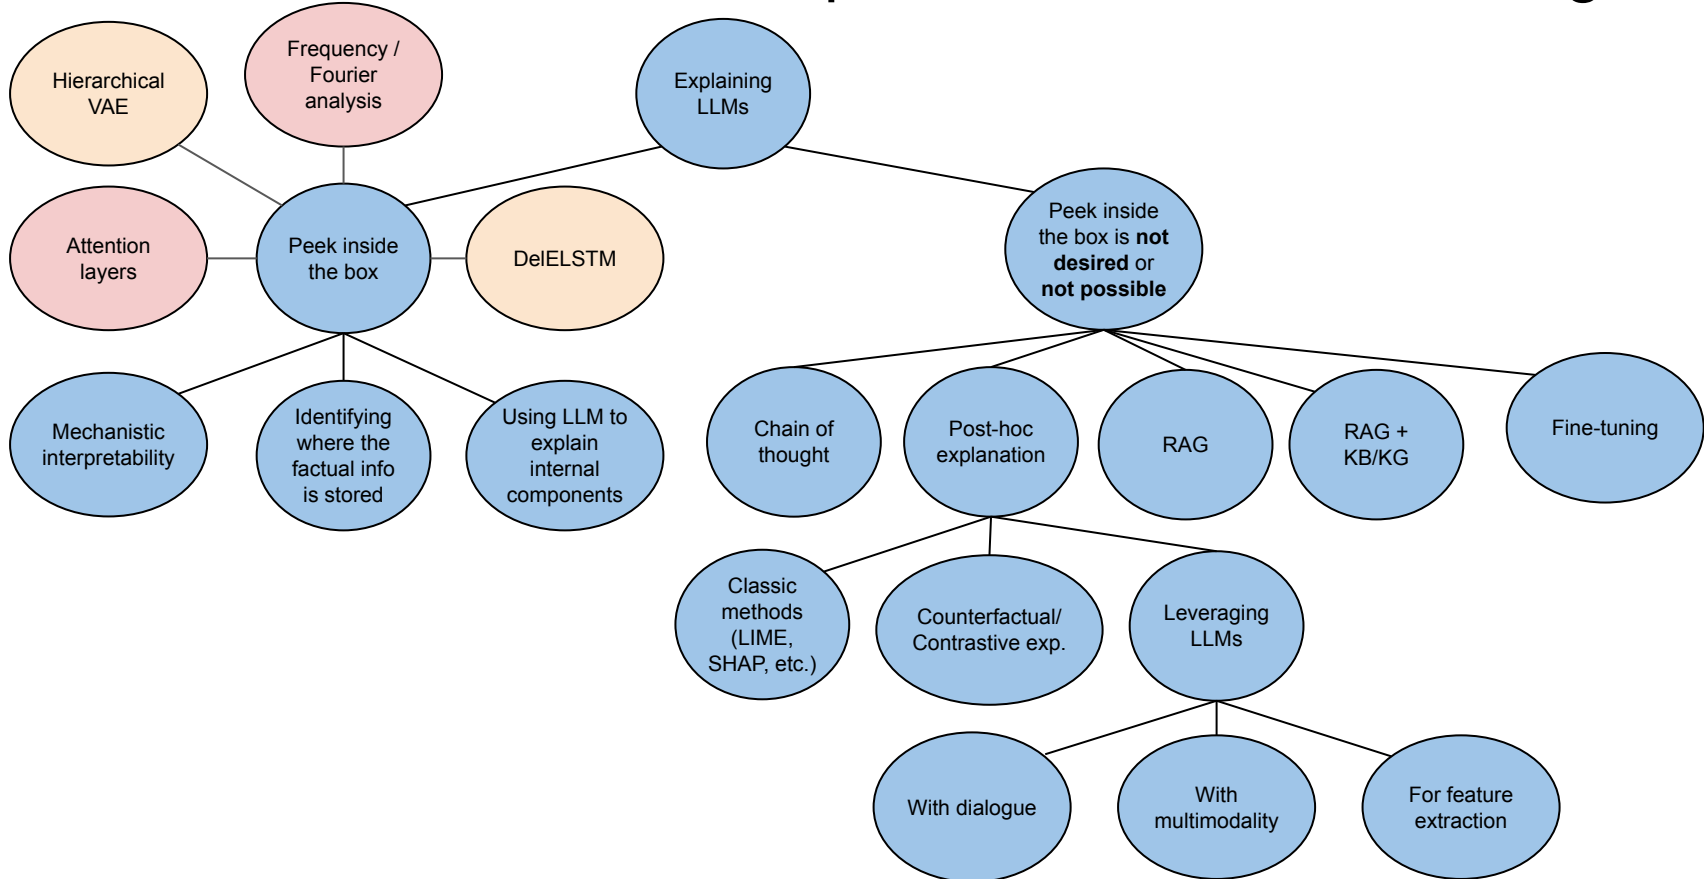 Hierarchical
VAE
Frequency /
Fourier
analysis
Explaining
LLMs
Attention
layers
Peek inside
the box
DelELSTM
Peek inside
the box is not
desired or
not possible
Mechanistic
interpretability
Identifying
where the
factual info
is stored
Using LLM to
explain
internal
components
Chain of
thought
Post-hoc
explanation
RAG
RAG +
KB/KG
Fine-tuning
Classic
methods
(LIME,
SHAP, etc.)
Counterfactual/
Contrastive exp.
Leveraging
LLMs
With dialogue
With
multimodality
For feature
extraction